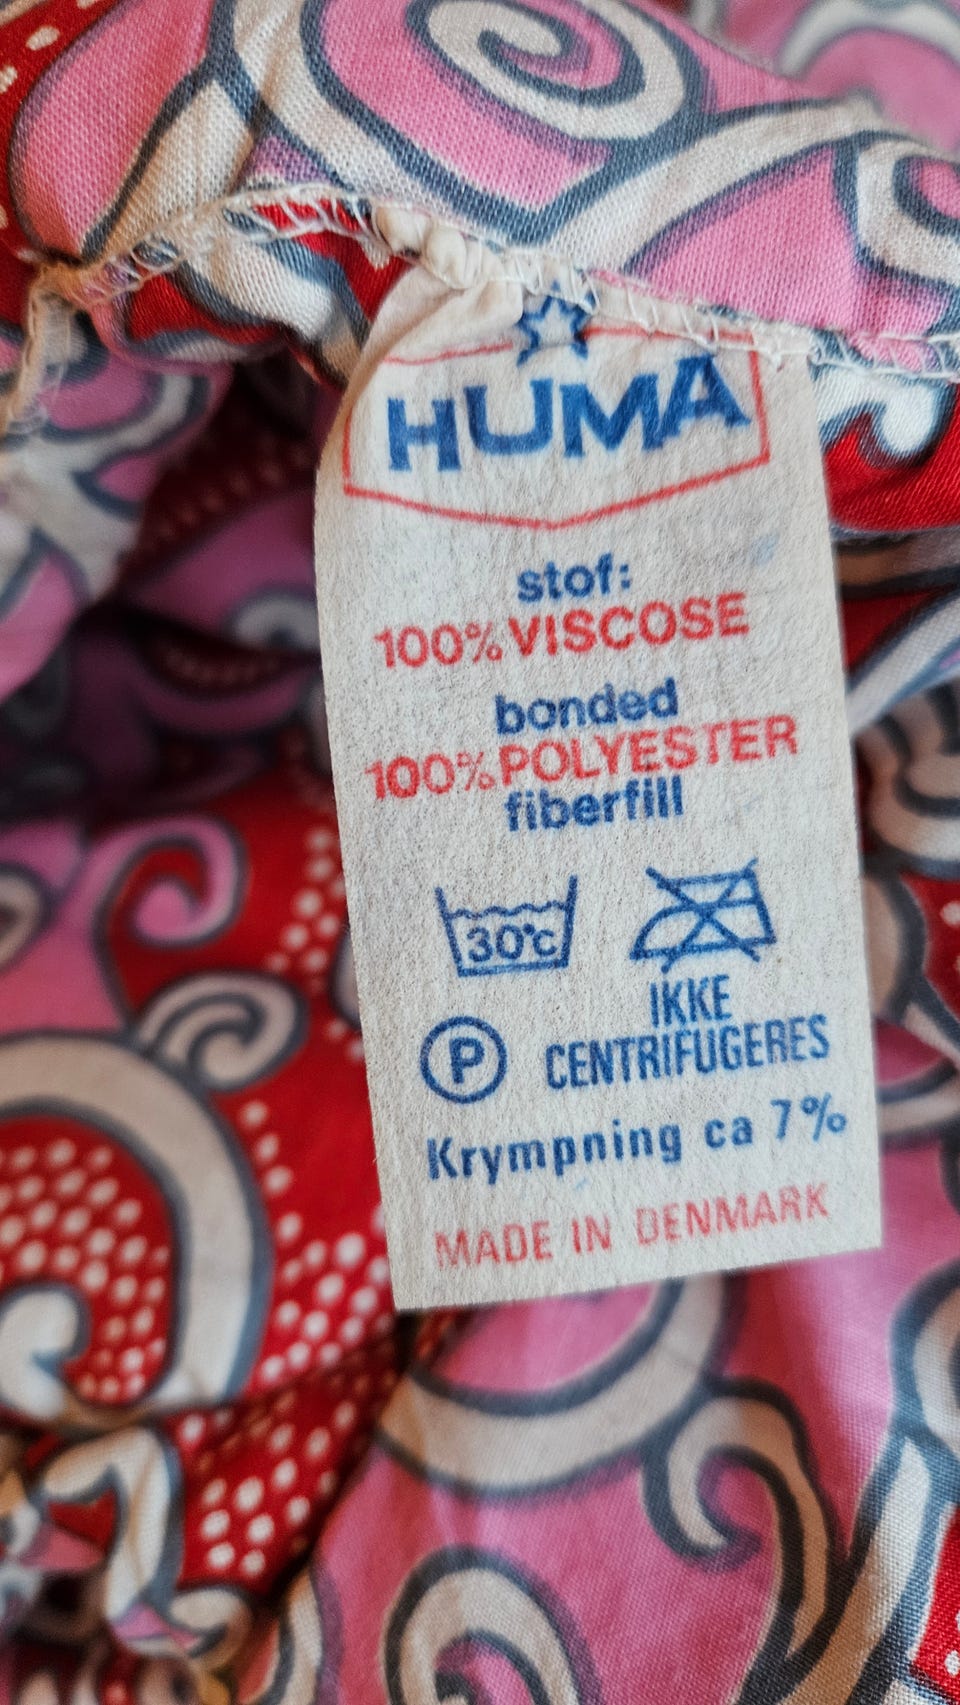 HUMA
stof:
100% VISCOSE
bonded
100% POLYESTER
fiberfill
30°C
IKKE
P CENTRIFUGERES
Krympning ca 7%
MADE IN DENMARK